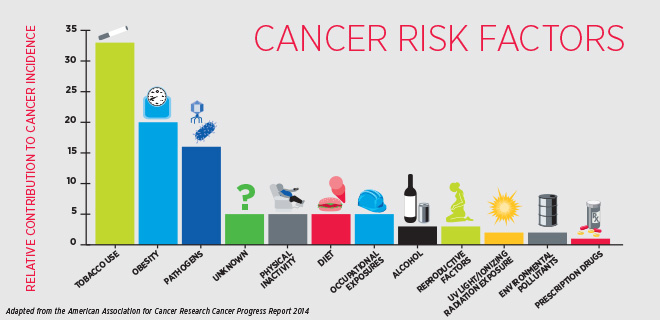 CANCER RISK FACTORS
RELATIVE CONTRIBUTION TO CANCER INCIDENCE
35
30
25
20
15
10
5
0
?
Rx
TOBACCO USE
OBESITY
PATHOGENS
UNKNOWN
PHYSICAL
INACTIVITY
DIET
OCCUPATIONAL
EXPOSURES
ALCOHOL
REPRODUCTIVE
FACTORS
UV LIGHT/IONIZING
RADIATION EXPOSURE
ENVIRONMENTAL
POLLUTANTS
PRESCRIPTION DRUGS
Adapted from the American Association for Cancer Research Cancer Progress Report 2014